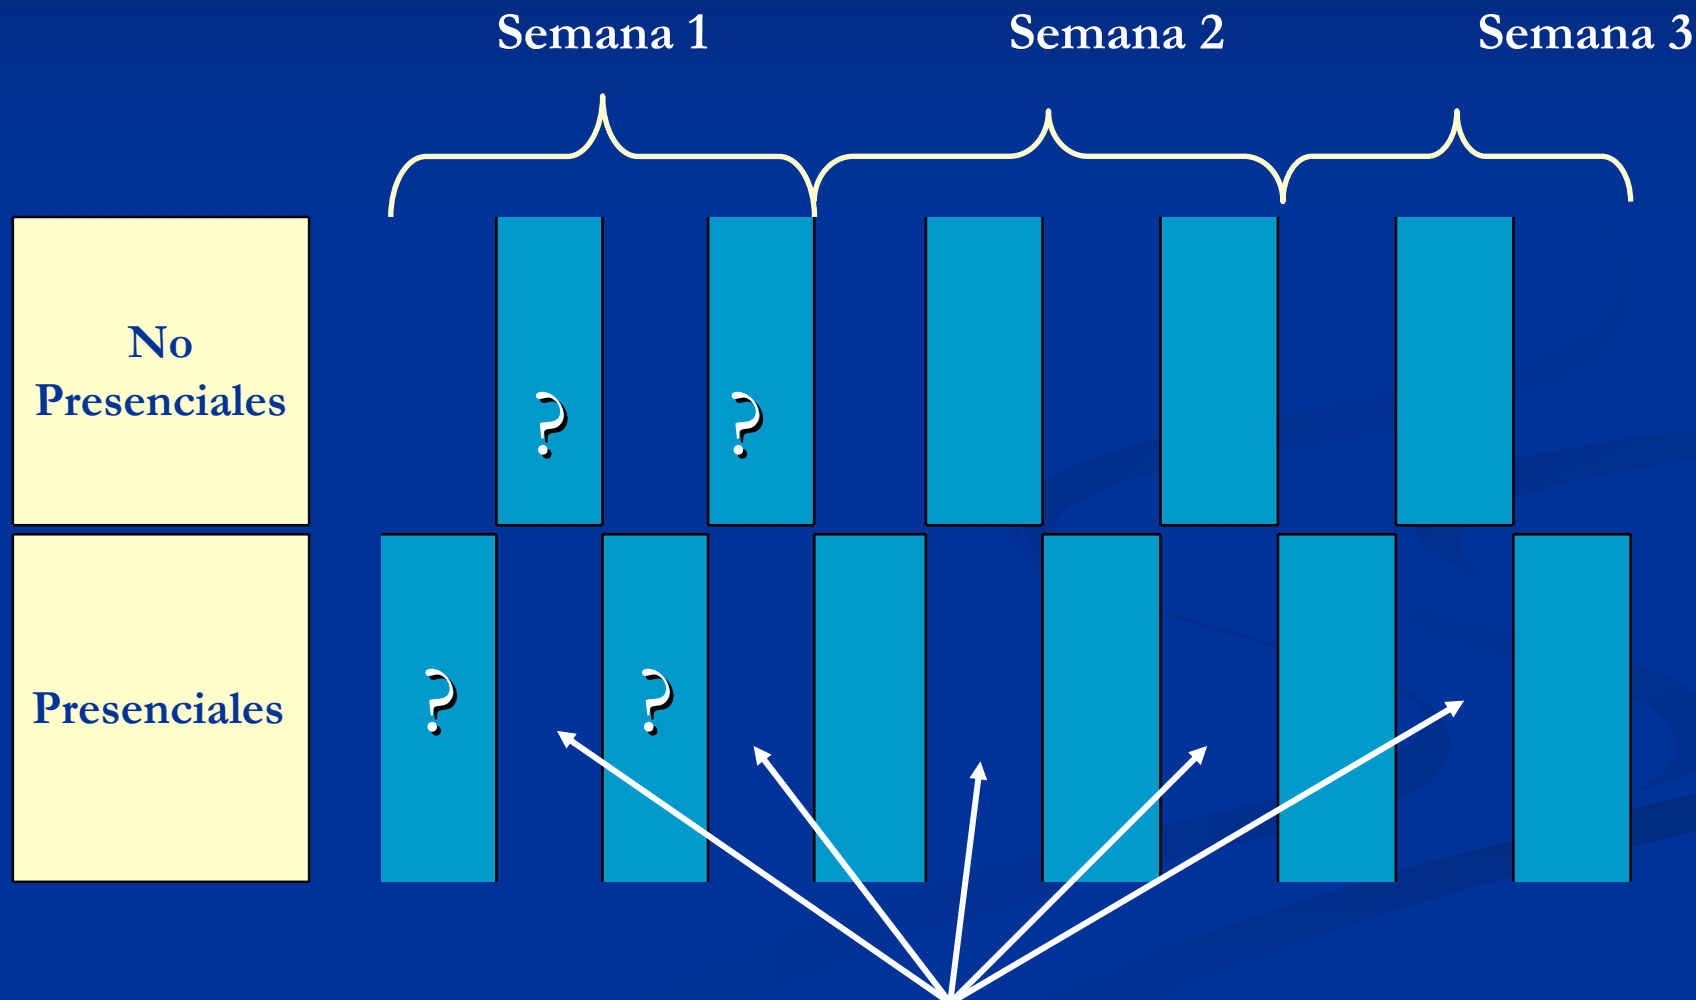 Semana 1
Semana 2
Semana 3
No
Presenciales
? ?
Presenciales
? ?